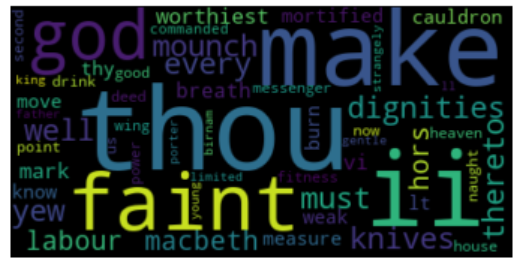 second
god
worthiest
mortified
cauldron
commanded
make
mounch
every
strangely
king
drink
thy
good
breath
messenger
ll
father
move
deed
thou
dignities
well
wing
us
porter
birnam
burn
now
heaven
point
power
gentle
vi
hors
thereto
mark
faint
limited
fitness
naught
ii
know
young
must
lt
yew
weak
labour
macbeth
measure
knives
house